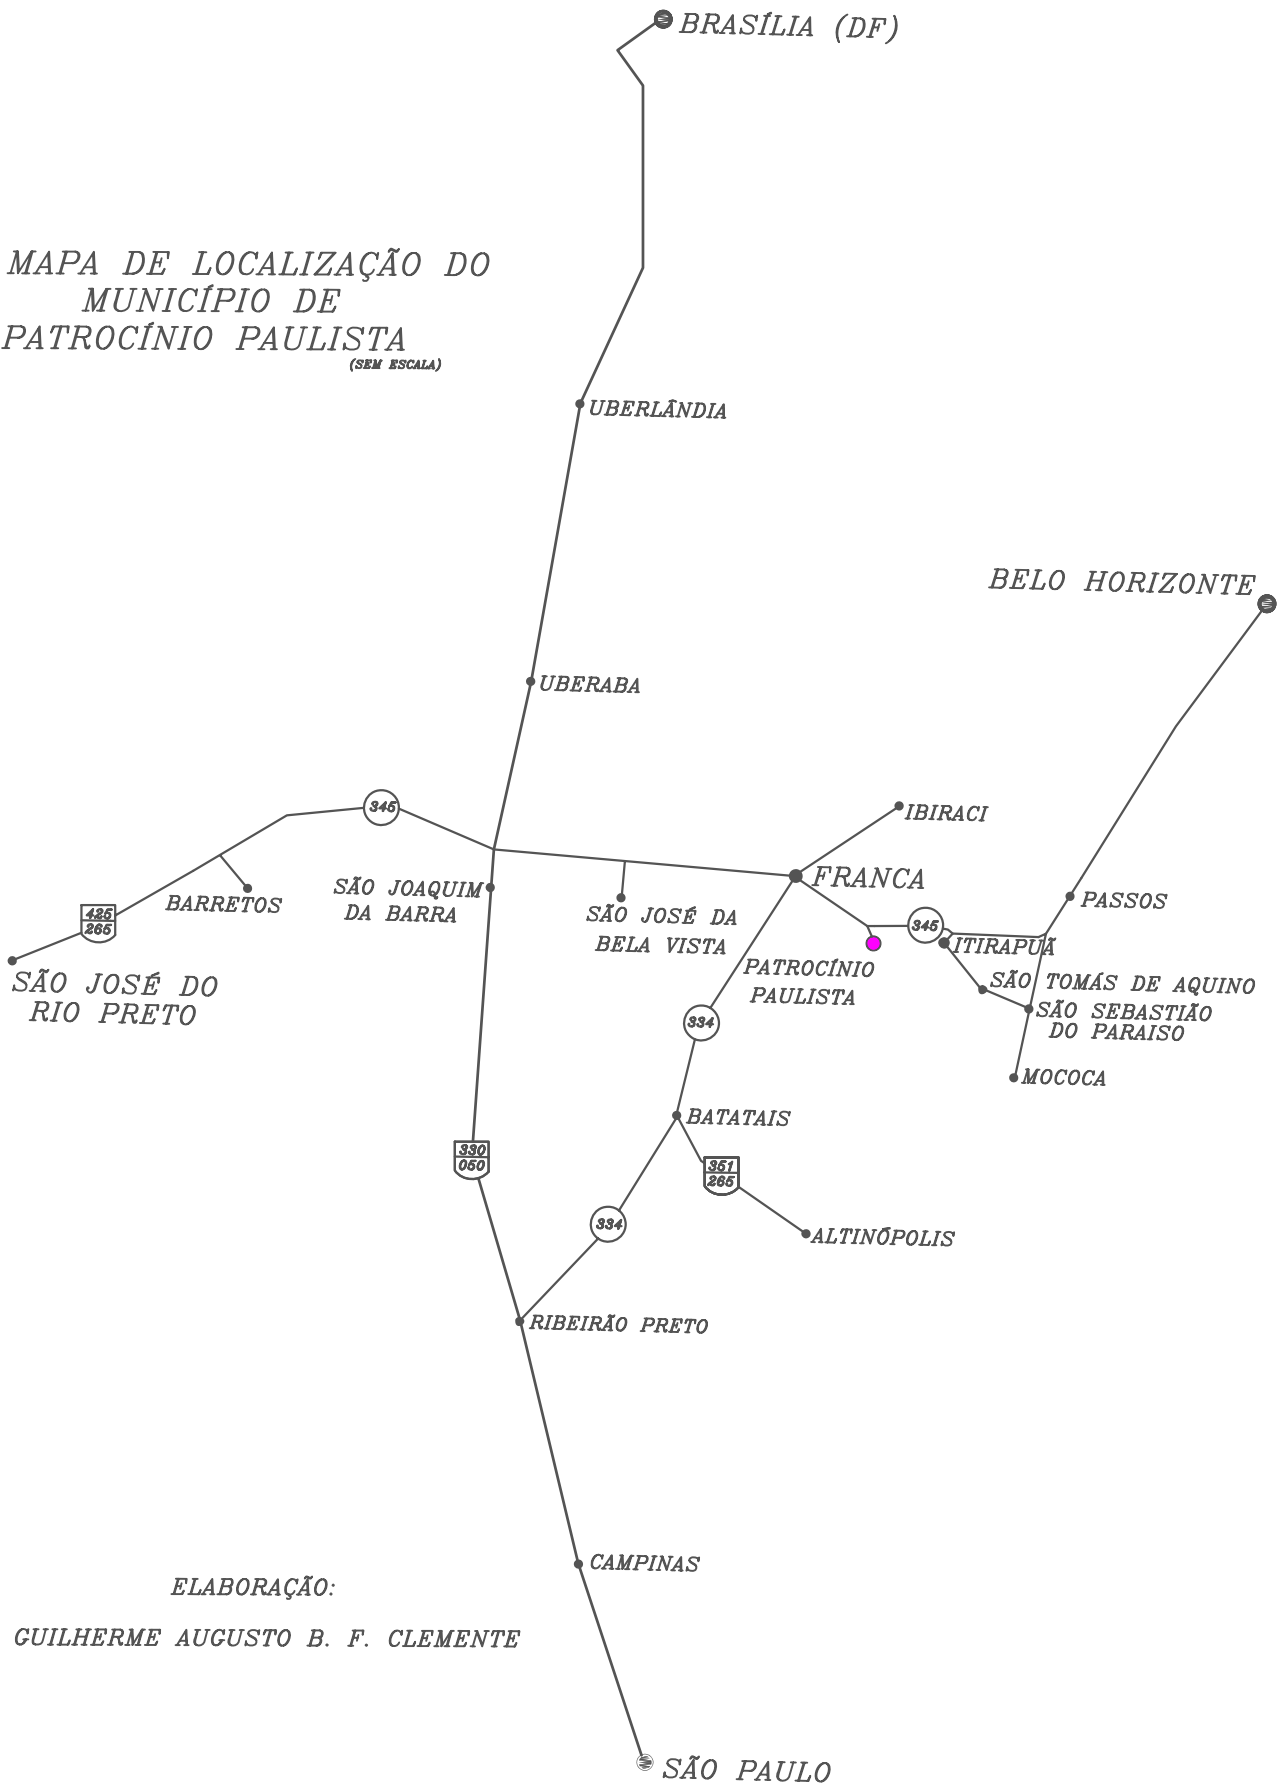 BRASÍLIA (DF)
MAPA DE LOCALIZAÇÃO DO
MUNICÍPIO DE
PATROCÍNIO PAULISTA
(SEM ESCALA)
UBERLÂNDIA
BELO HORIZONTE
UBERABA
345
IBIRACI
FRANCA
SÃO JOAQUIM
DA BARRA
BARRETOS
PASSOS
425
265
SÃO JOSÉ DA
BELA VISTA
345
ITIRAPUÃ
PATROCÍNIO
PAULISTA
SÃO JOSÉ DO
RIO PRETO
SÃO TOMÁS DE AQUINO
SÃO SEBASTIÃO
DO PARAISO
334
MOCOCA
BATATAIS
330
050
351
265
334
ALTINÓPOLIS
RIBEIRÃO PRETO
CAMPINAS
ELABORAÇÃO:
GUILHERME AUGUSTO B. F. CLEMENTE
SÃO PAULO